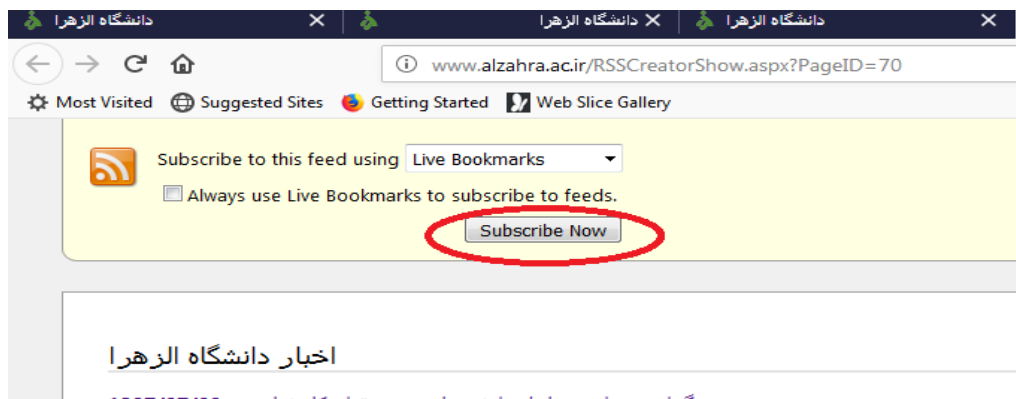 دانشگاه الزهرا دانشگاه الزهرا دانشگاه الزهرا
www.alzahra.ac.ir/RSSCreatorShow.aspx?PageID=70
Most Visited Suggested Sites Getting Started Web Slice Gallery
Subscribe to this feed using Live Bookmarks
Always use Live Bookmarks to subscribe to feeds.
Subscribe Now
اخبار دانشگاه الزهرا